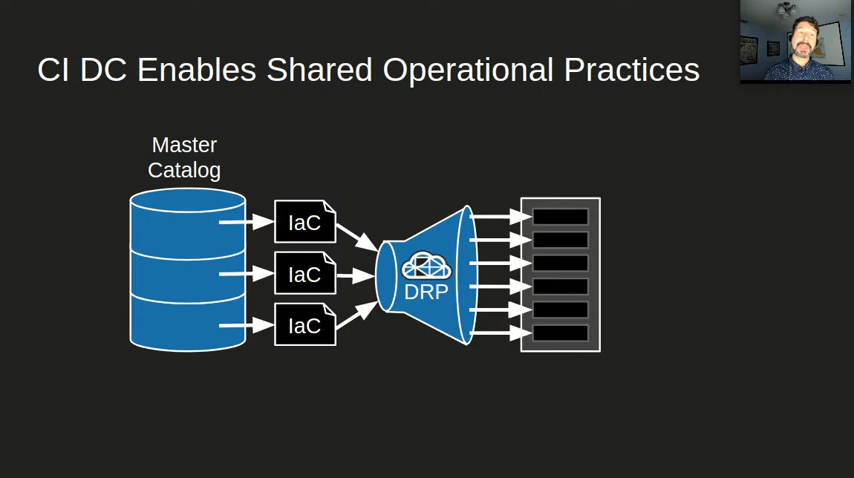 CI DC Enables Shared Operational Practices
Master
Catalog
IaC
IaC
IaC
DRP